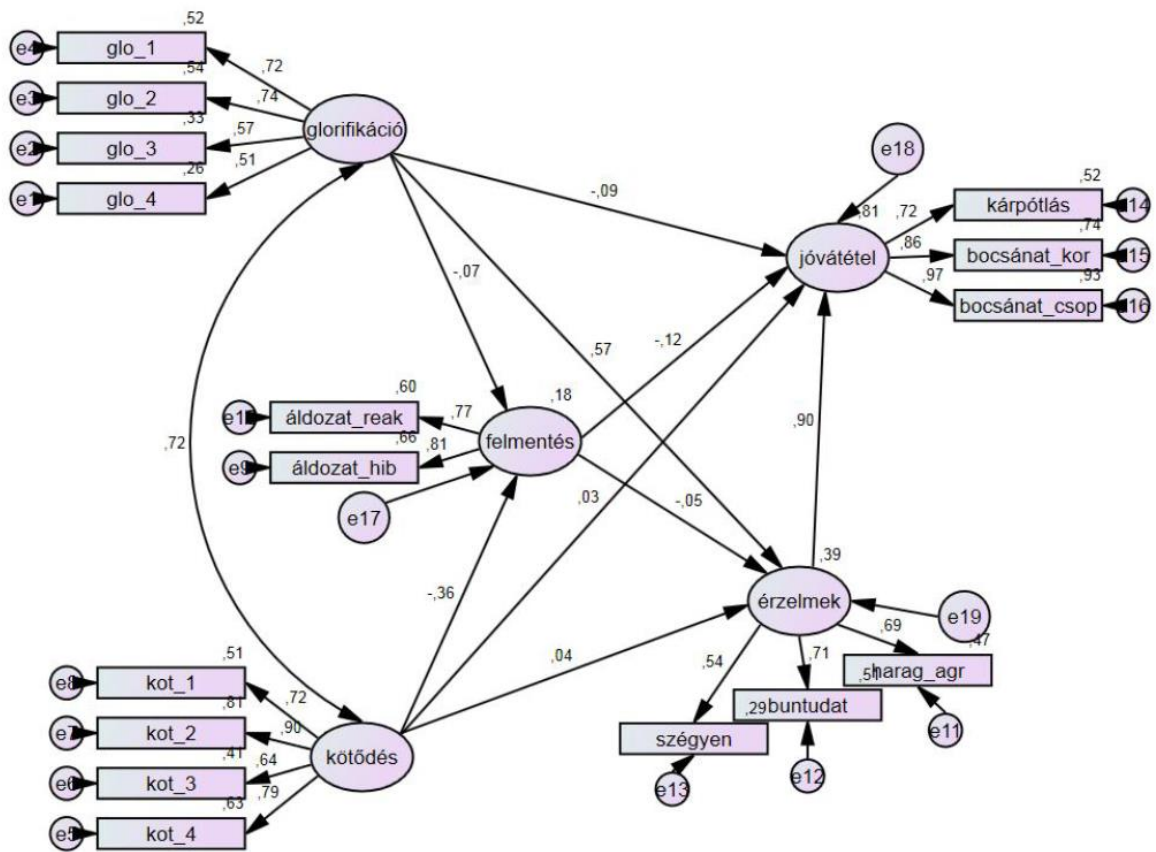 ,52
e4 glo_1 ,72
,54
e3 glo_2 ,74
,33
e2 glo_3 ,57
,26
glo_4 ,51
glorifikáció
e18
-,09
,81
,72
,52
kárpótlás
,86
,74
bocsánat_kor
jóvátétel
,97
,93
bocsánat_csop
-,07
-,12
,57
,72
,60
áldozat_reak ,77
,18
felmentés
,66
e9 áldozat_hib ,81
e17
,90
,03
-,05
-,36
,39
érzelmek
e19
,04
,54
,71
,69
,47
harag_agr
,51
buntudat
,29
szégyen
e11
e12
e13
,51
e8 kot_1 ,72
,81
e7 kot_2 ,90
,41
e6 kot_3 ,64
,63
e5 kot_4 ,79
kötődés